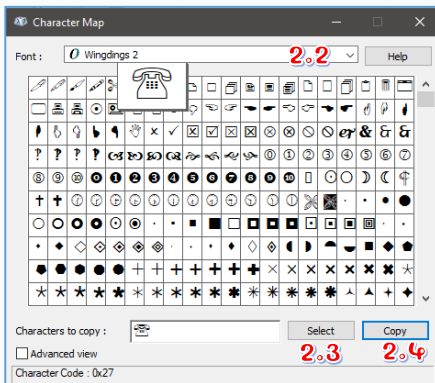 Character Map
Font : Wingdings 2 2.2 Help
Characters to copy : ☎ Select Copy
2.3 2.4
Advanced view
Character Code : 0x27